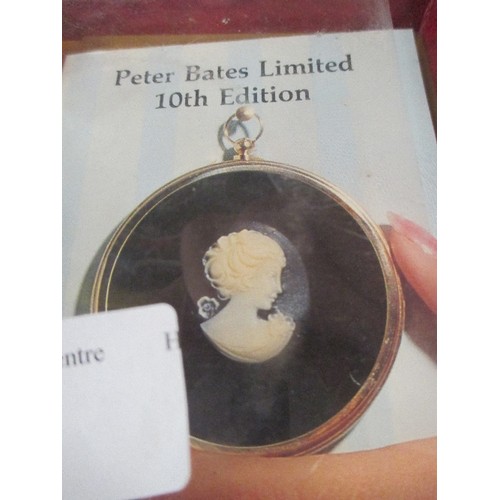 Peter Bates Limited
10th Edition
entre H